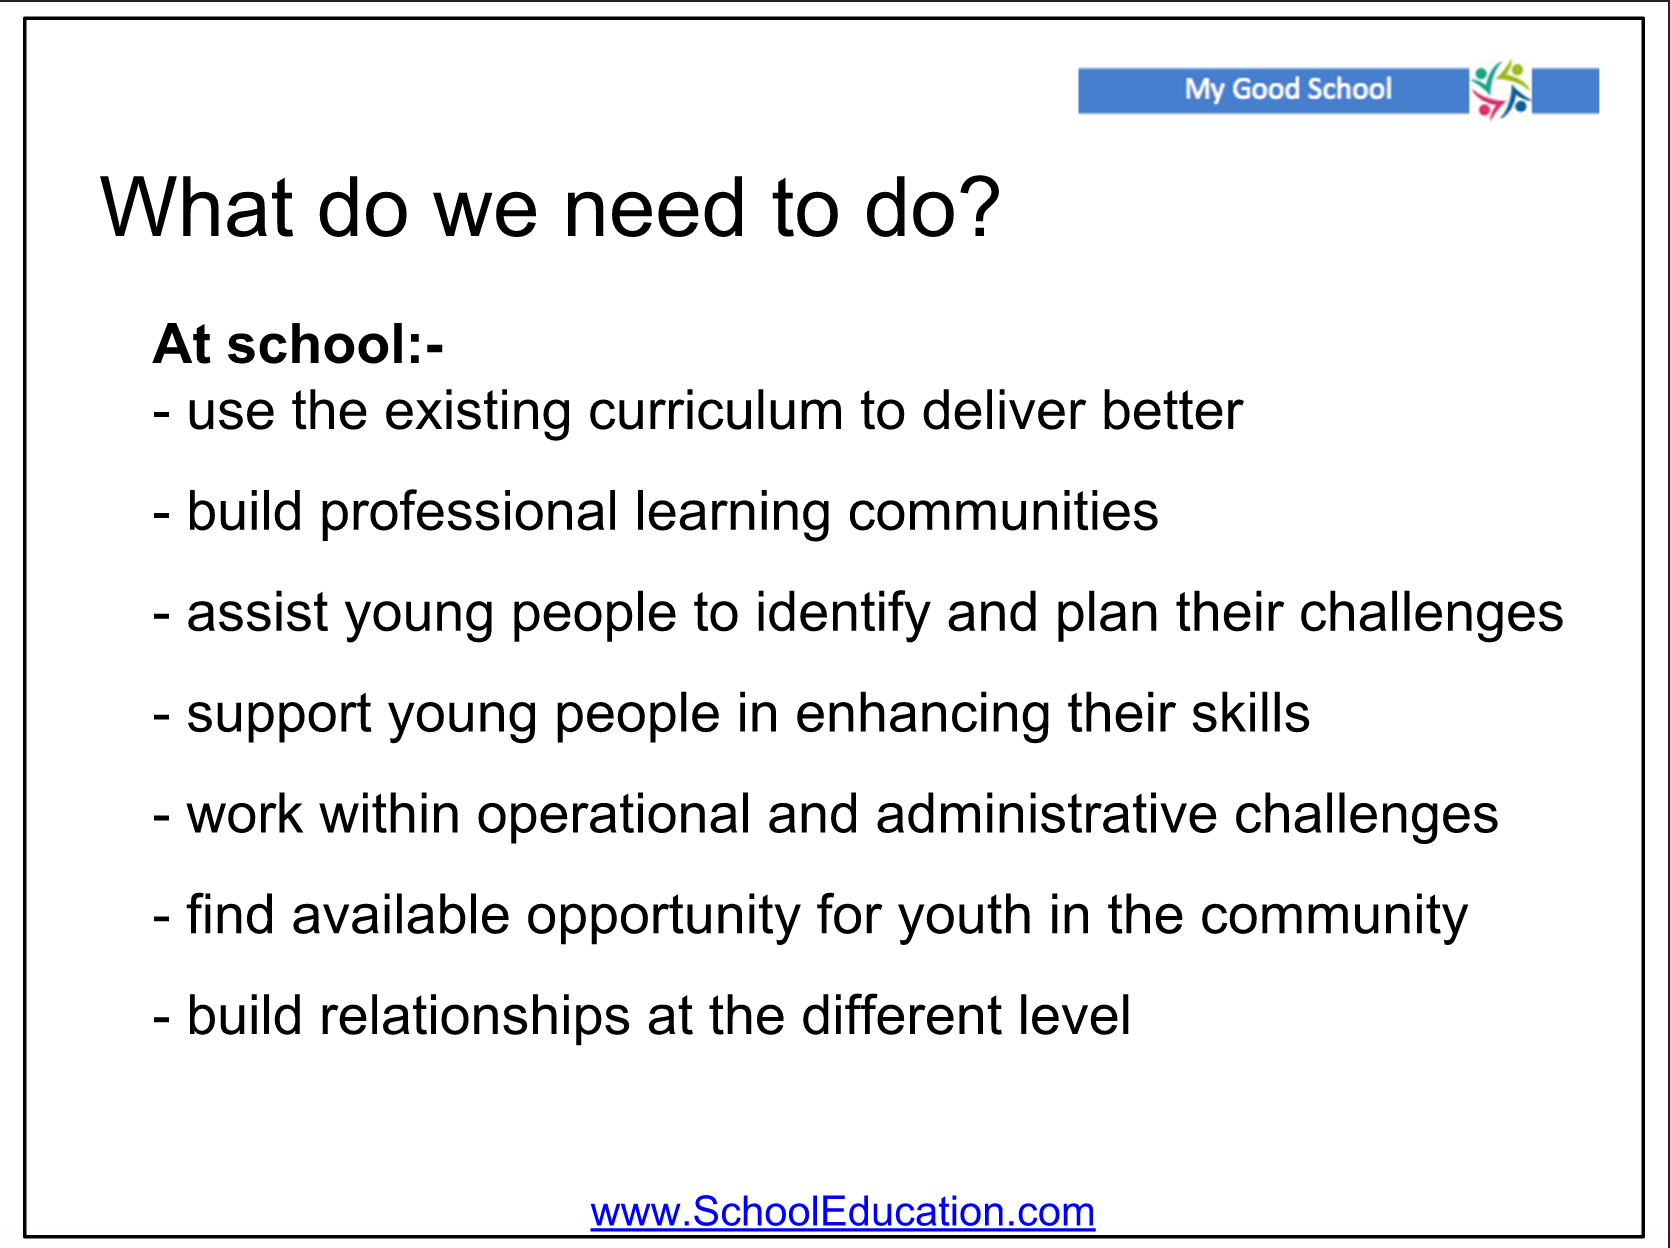 My Good School
What do we need to do?
At school:-
- use the existing curriculum to deliver better
- build professional learning communities
- assist young people to identify and plan their challenges
- support young people in enhancing their skills
- work within operational and administrative challenges
- find available opportunity for youth in the community
- build relationships at the different level
www.SchoolEducation.com